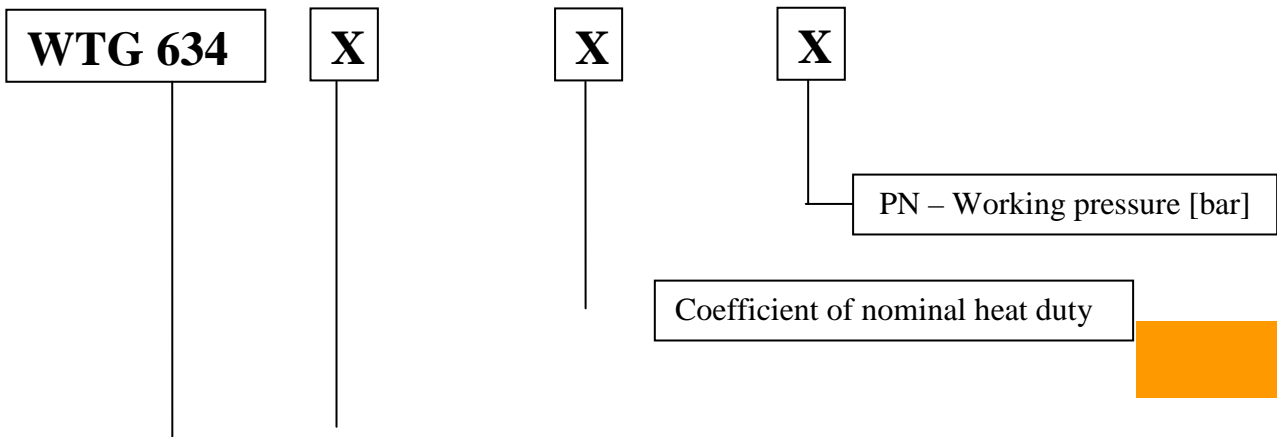 WTG 634 X X X
PN – Working pressure [bar]
Coefficient of nominal heat duty